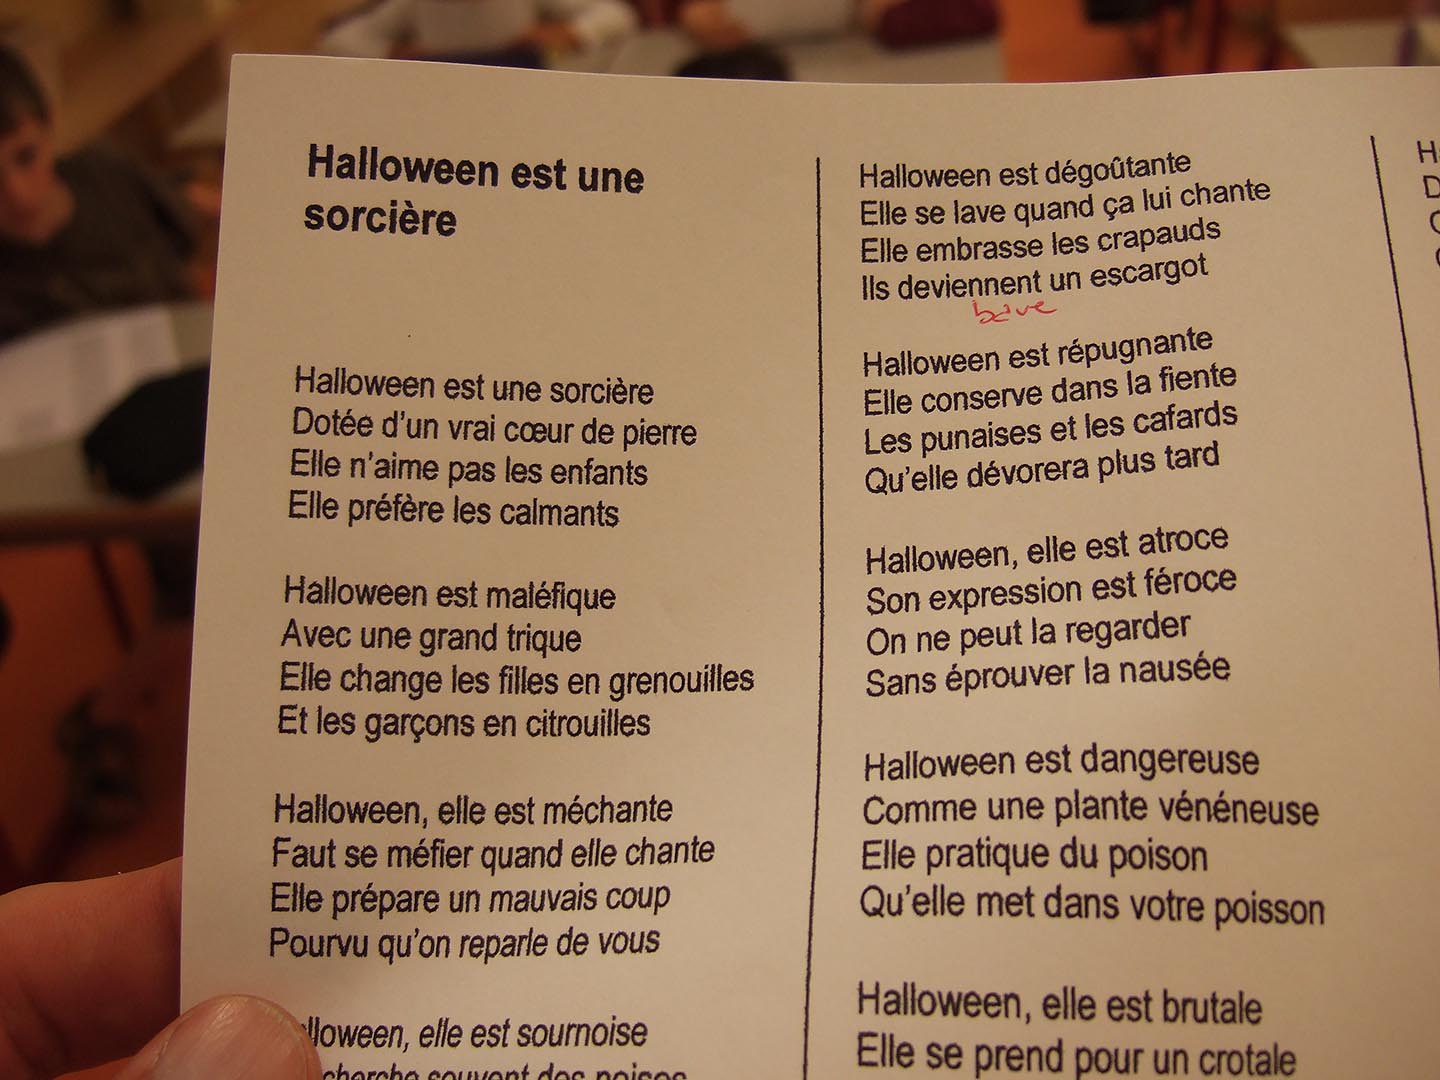 Halloween est une
sorcière
Halloween est une sorcière
Dotée d'un vrai cœur de pierre
Elle n'aime pas les enfants
Elle préfère les calmants
Halloween est maléfique
Avec une grand trique
Elle change les filles en grenouilles
Et les garçons en citrouilles
Halloween, elle est méchante
Faut se méfier quand elle chante
Elle prépare un mauvais coup
Pourvu qu'on reparle de vous
lloween, elle est sournoise
cherche souvent des noises
Halloween est dégoûtante
Elle se lave quand ça lui chante
Elle embrasse les crapauds
Ils deviennent un escargot
bave
Halloween est répugnante
Elle conserve dans la fiente
Les punaises et les cafards
Qu'elle dévorera plus tard
Halloween, elle est atroce
Son expression est féroce
On ne peut la regarder
Sans éprouver la nausée
Halloween est dangereuse
Comme une plante vénéneuse
Elle pratique du poison
Qu'elle met dans votre poisson
Halloween, elle est brutale
Elle se prend pour un crotale